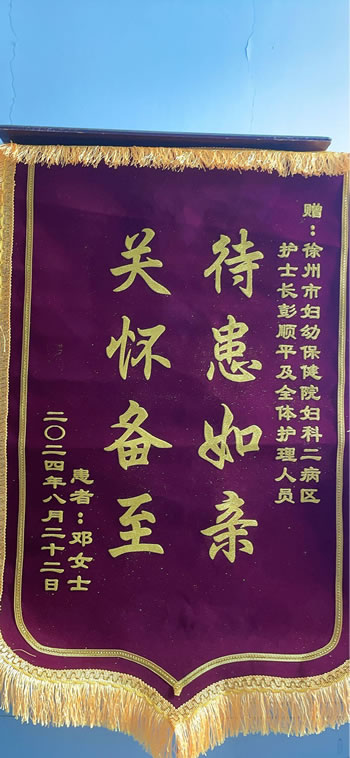 赠：徐州市妇幼保健院妇科二病区
护士长彭顺平及全体护理人员
待患如亲
关怀备至
患者：邓女士
二〇二四年八月二十二日